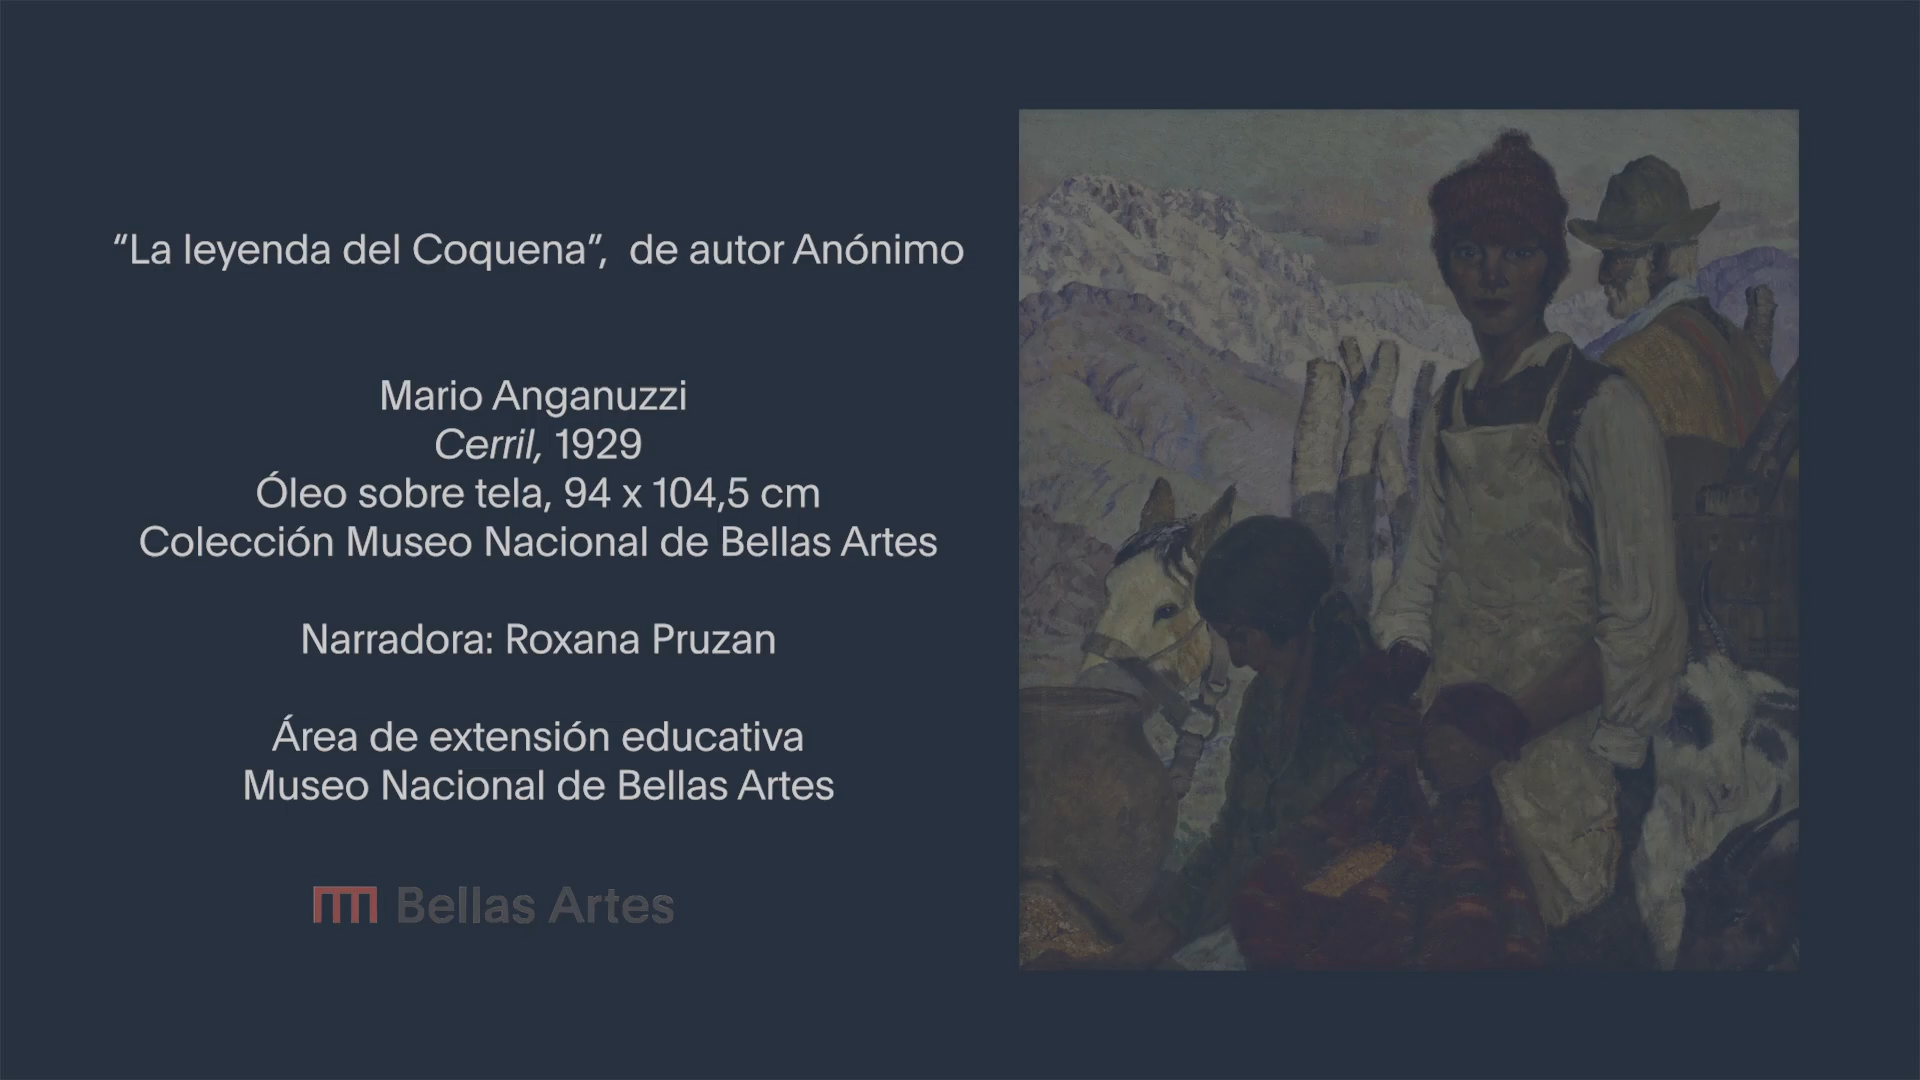 “La leyenda del Coquena”, de autor Anónimo
Mario Anganuzzi
Cerril, 1929
Óleo sobre tela, 94 x 104,5 cm
Colección Museo Nacional de Bellas Artes
Narradora: Roxana Pruzan
Área de extensión educativa
Museo Nacional de Bellas Artes
Bellas Artes